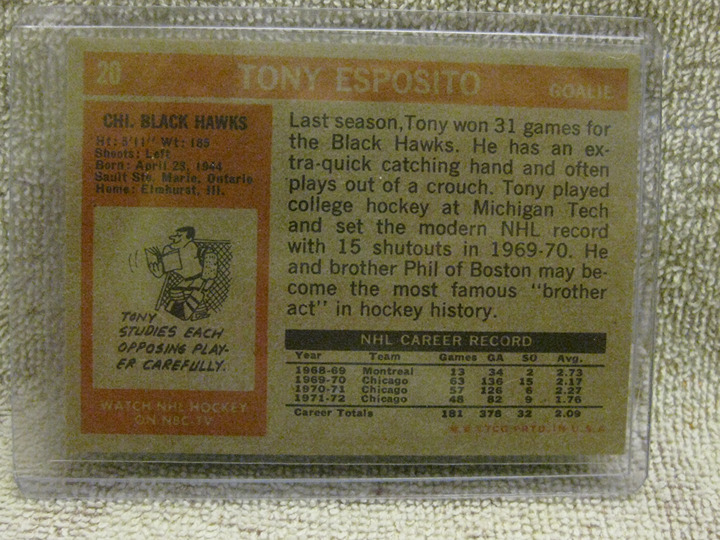 20 TONY ESPOSITO GOALIE
CHI. BLACK HAWKS
Ht: 5'11" Wt: 185
Shoots: Left
Born: April 23, 1944
Sault Ste. Marie, Ontario
Home: Elmhurst, Ill.
TONY
STUDIES EACH
OPPOSING PLAY-
ER CAREFULLY.
WATCH NHL HOCKEY
ON NBC TV
Last season,Tony won 31 games for
the Black Hawks. He has an ex-
tra-quick catching hand and often
plays out of a crouch. Tony played
college hockey at Michigan Tech
and set the modern NHL record
with 15 shutouts in 1969-70. He
and brother Phil of Boston may be-
come the most famous "brother
act" in hockey history.
NHL CAREER RECORD
Year Team Games GA SO Avg.
1968-69 Montreal 13 34 2 2.73
1969-70 Chicago 63 136 15 2.17
1970-71 Chicago 57 126 6 2.27
1971-72 Chicago 48 82 9 1.76
Career Totals 181 378 32 2.09
PRTD. IN U.S.A.